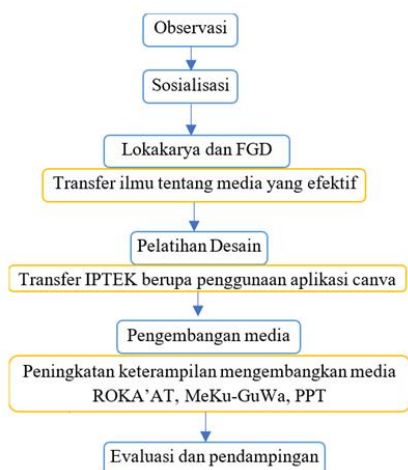 Observasi
Sosialisasi
Lokakarya dan FGD
Transfer ilmu tentang media yang efektif
Pelatihan Desain
Transfer IPTEK berupa penggunaan aplikasi canva
Pengembangan media
Peningkatan keterampilan mengembangkan media
ROKA’AT, MeKu-GuWa, PPT
Evaluasi dan pendampingan